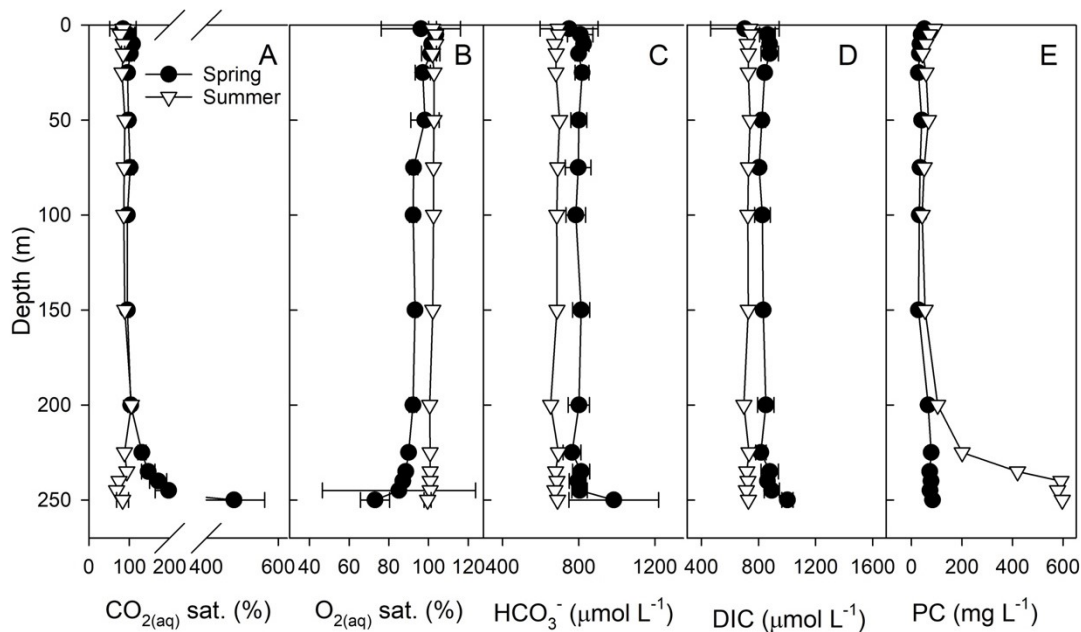 A
B
C
D
E
Spring
Summer
Depth (m)
0
50
100
150
200
250
0 100 200 400 600
40 60 80 100 120
400 800 1200
400 800 1200 1600
0 200 400 600
CO2(aq) sat. (%)
O2(aq) sat. (%)
HCO3- (μmol L-1)
DIC (μmol L-1)
PC (mg L-1)